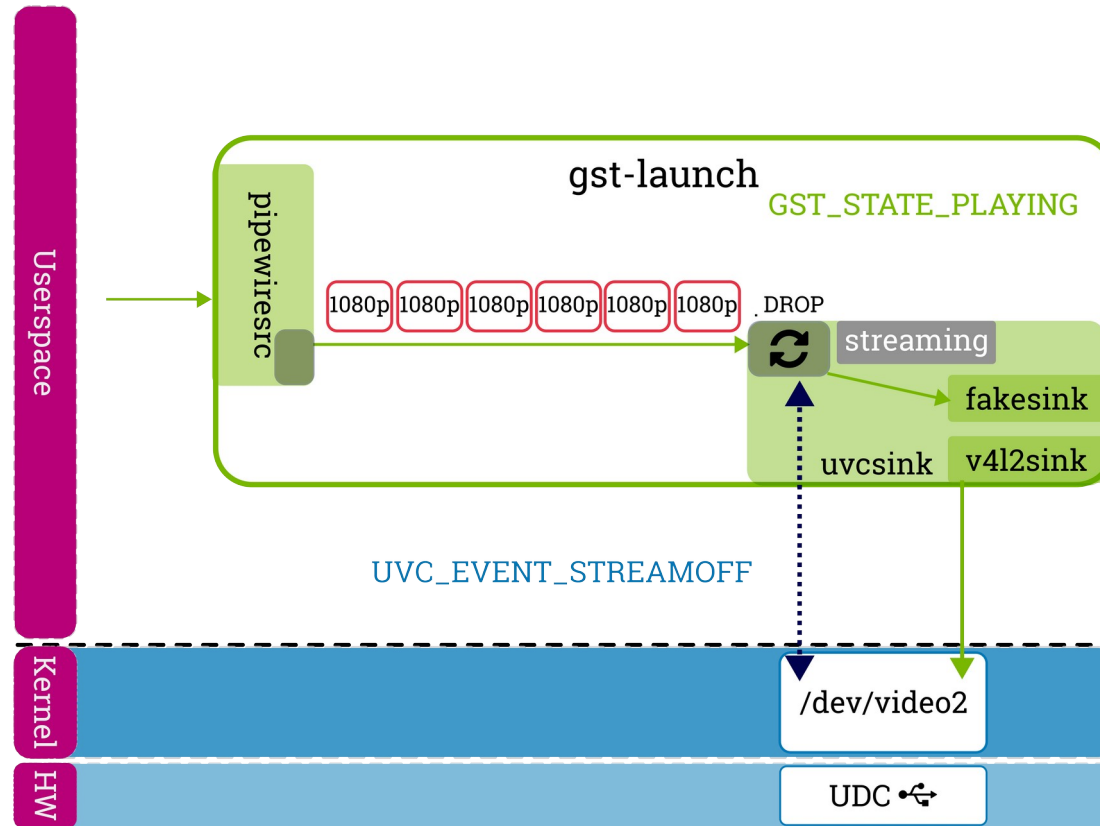 Userspace
gst-launch
GST_STATE_PLAYING
pipewiresrc
1080p 1080p 1080p 1080p 1080p 1080p
. DROP
streaming
fakesink
uvcsink
v4l2sink
UVC_EVENT_STREAMOFF
Kernel
/dev/video2
HW
UDC